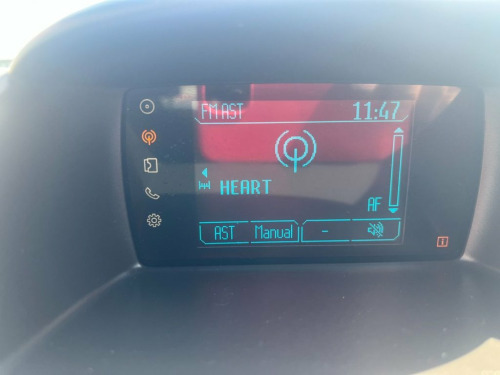 FM AST 11:47
HEART
AF
AST Manual -